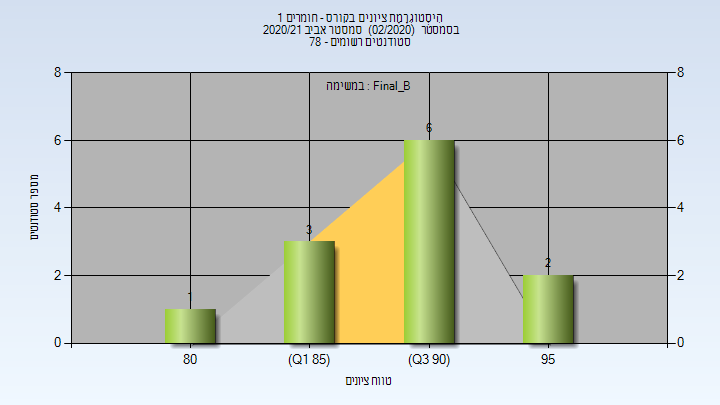 היסטוגרמת ציונים בקורס - חומרים 1
בסמסטר (02/2020) סמסטר אביב 2020/21
סטודנטים רשומים - 78
במשימה : Final_B
מספר סטודנטים
8
6
4
2
0
8
6
4
2
0
1
3
6
2
80
(Q1 85)
(Q3 90)
95
טווח ציונים